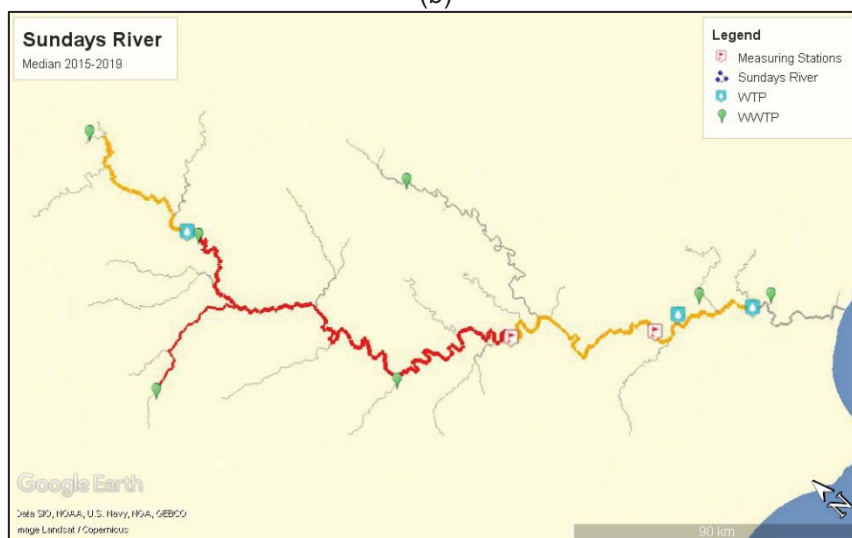 (b)
Sundays River
Median 2015-2019
Legend
Measuring Stations
Sundays River
WTP
WWTP
Google Earth
Data SIO, NOAA, U.S. Navy, NGA, GEBCO
Image Landsat / Copernicus
90 km
N